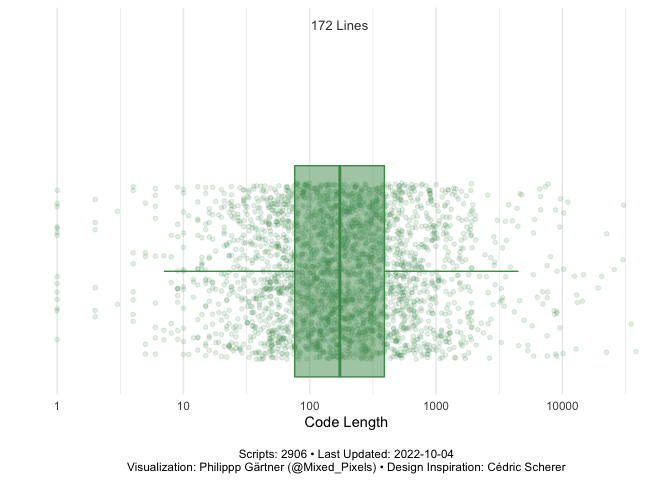 172 Lines
1 10 100 1000 10000
Code Length
Scripts: 2906 • Last Updated: 2022-10-04
Visualization: Philippp Gärtner (@Mixed_Pixels) • Design Inspiration: Cédric Scherer